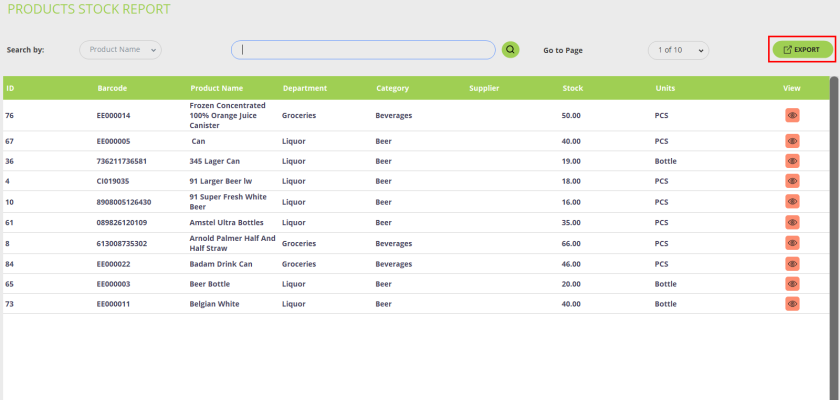 PRODUCTS STOCK REPORT
Search by: Product Name Go to Page 1 of 10 EXPORT
ID Barcode Product Name Department Category Supplier Stock Units View
76 EE000014 Frozen Concentrated 100% Orange Juice Canister Groceries Beverages 50.00 PCS
67 EE000005 Can Liquor Beer 40.00 PCS
36 736211736581 345 Lager Can Liquor Beer 19.00 Bottle
4 CI019035 91 Larger Beer lw Liquor Beer 18.00 PCS
10 8908005126430 91 Super Fresh White Beer Liquor Beer 16.00 PCS
61 089826120109 Amstel Ultra Bottles Liquor Beer 35.00 PCS
8 613008735302 Arnold Palmer Half And Half Straw Groceries Beverages 66.00 PCS
84 EE000022 Badam Drink Can Groceries Beverages 46.00 PCS
65 EE000003 Beer Bottle Liquor Beer 20.00 Bottle
73 EE000011 Belgian White Liquor Beer 40.00 Bottle